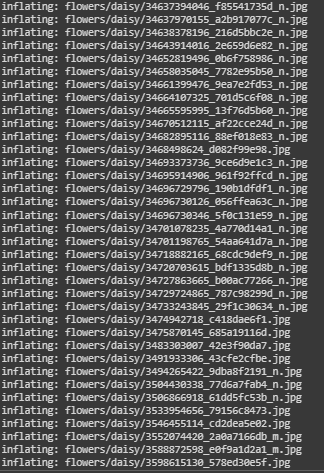 inflating: flowers/daisy/34637394046_f85541735d_n.jpg
inflating: flowers/daisy/34637970155_a2b917077c_n.jpg
inflating: flowers/daisy/34638378196_216d5bbc2e_n.jpg
inflating: flowers/daisy/34643914016_2e659d6e82_n.jpg
inflating: flowers/daisy/34652819496_0b6f758986_n.jpg
inflating: flowers/daisy/34658035045_7782e95b50_n.jpg
inflating: flowers/daisy/34661399476_9ea7e2fd53_n.jpg
inflating: flowers/daisy/34664107325_701d5c6f08_n.jpg
inflating: flowers/daisy/34665595995_13f76d5b60_n.jpg
inflating: flowers/daisy/34670512115_af22cce24d_n.jpg
inflating: flowers/daisy/34682895116_88ef018e83_n.jpg
inflating: flowers/daisy/3468498624_d082f99e98.jpg
inflating: flowers/daisy/34693373736_9ce6d9e1c3_n.jpg
inflating: flowers/daisy/34695914906_961f92ffcd_n.jpg
inflating: flowers/daisy/34696729796_190b1dfdf1_n.jpg
inflating: flowers/daisy/34696730126_056ffea63c_n.jpg
inflating: flowers/daisy/34696730346_5f0c131e59_n.jpg
inflating: flowers/daisy/34701078235_4a770d14a1_n.jpg
inflating: flowers/daisy/34701198765_54aa641d7a_n.jpg
inflating: flowers/daisy/34718882165_68cdc9def9_n.jpg
inflating: flowers/daisy/34720703615_bdf1335d8b_n.jpg
inflating: flowers/daisy/34727863665_b00ac77266_n.jpg
inflating: flowers/daisy/34729724865_787c98299d_n.jpg
inflating: flowers/daisy/34733243845_29f1c30634_n.jpg
inflating: flowers/daisy/3474942718_c418dae6f1.jpg
inflating: flowers/daisy/3475870145_685a19116d.jpg
inflating: flowers/daisy/3483303007_42e3f90da7.jpg
inflating: flowers/daisy/3491933306_43cfe2cfbe.jpg
inflating: flowers/daisy/3494265422_9dba8f2191_n.jpg
inflating: flowers/daisy/3504430338_77d6a7fab4_n.jpg
inflating: flowers/daisy/3506866918_61dd5fc53b_n.jpg
inflating: flowers/daisy/3533954656_79156c8473.jpg
inflating: flowers/daisy/3546455114_cd2dea5e02.jpg
inflating: flowers/daisy/3552074420_2a0a7166db_m.jpg
inflating: flowers/daisy/3588872598_e0f9a1d2a1_m.jpg
inflating: flowers/daisy/3598615130_578ed30e5f.jpg